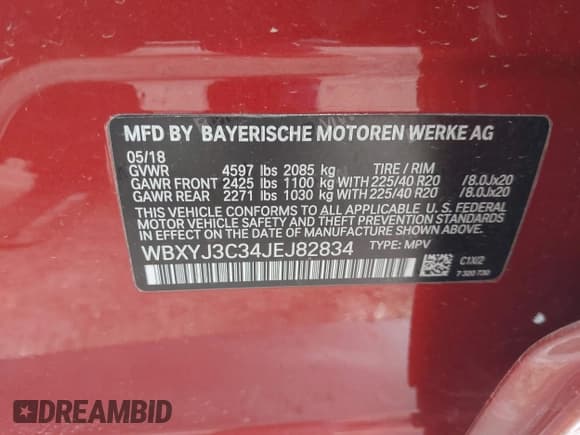 MFD BY BAYERISCHE MOTOREN WERKE AG
05/18
GVWR 4597 lbs 2085 kg TIRE / RIM
GAWR FRONT 2425 lbs 1100 kg WITH 225/40 R20 /8.0Jx20
GAWR REAR 2271 lbs 1030 kg WITH 225/40 R20 /8.0Jx20
THIS VEHICLE CONFORMS TO ALL APPLICABLE U.S.
MOTOR VEHICLE SAFETY AND THEFT PREVENTION STANDARDS
IN EFFECT ON THE DATE OF MANUFACTURE SHOWN ABOVE.
WBXYJ3C34JEJ82834 TYPE: MPV
C1X/2
7 320 730
DREAMBID